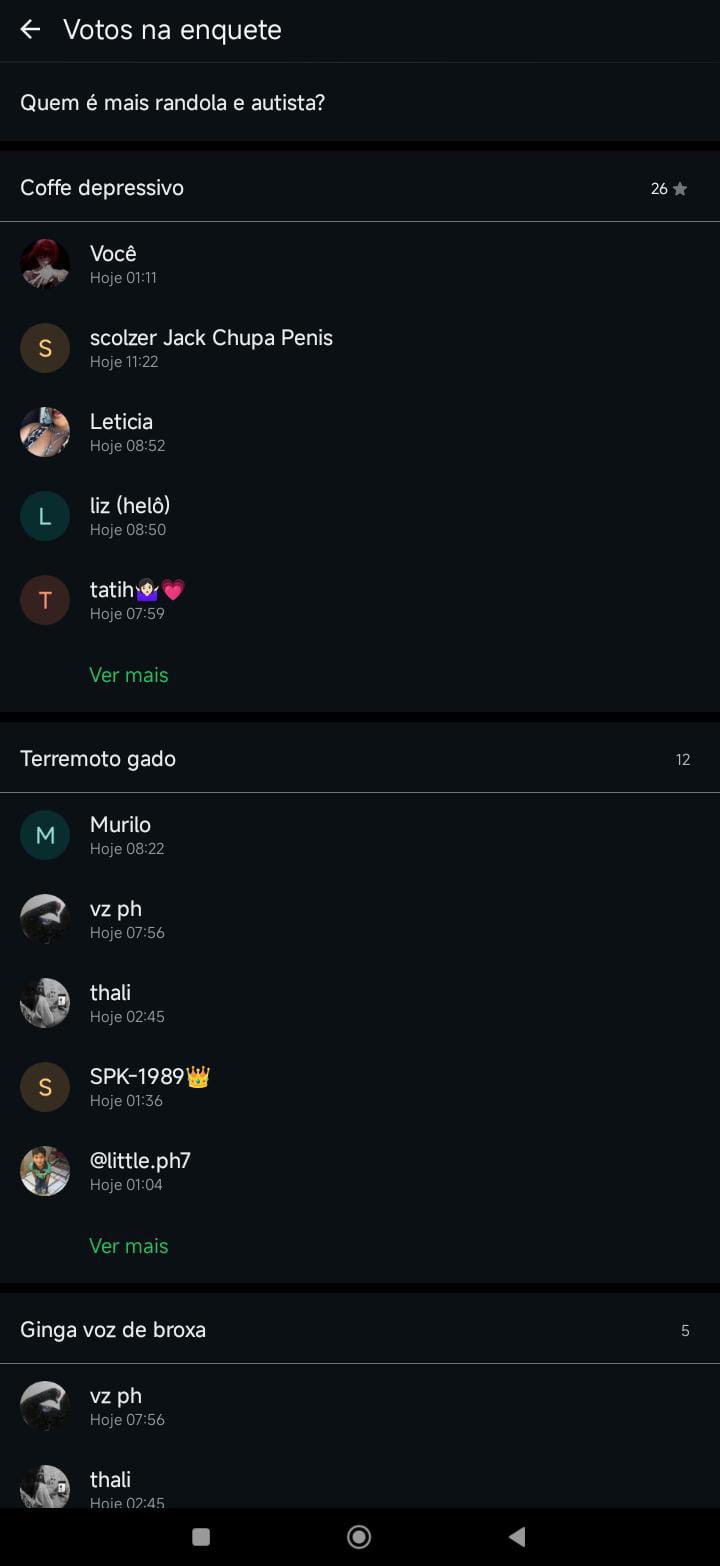 Votos na enquete
Quem é mais randola e autista?
Coffe depressivo 26
Você
Hoje 01:11
S
scolzer Jack Chupa Penis
Hoje 11:22
Leticia
Hoje 08:52
L
liz (helô)
Hoje 08:50
T
tatih🤷🏻‍♀️💗
Hoje 07:59
Ver mais
Terremoto gado 12
M
Murilo
Hoje 08:22
vz ph
Hoje 07:56
thali
Hoje 02:45
S
SPK-1989👑
Hoje 01:36
@little.ph7
Hoje 01:04
Ver mais
Ginga voz de broxa 5
vz ph
Hoje 07:56
thali
Hoje 02:45